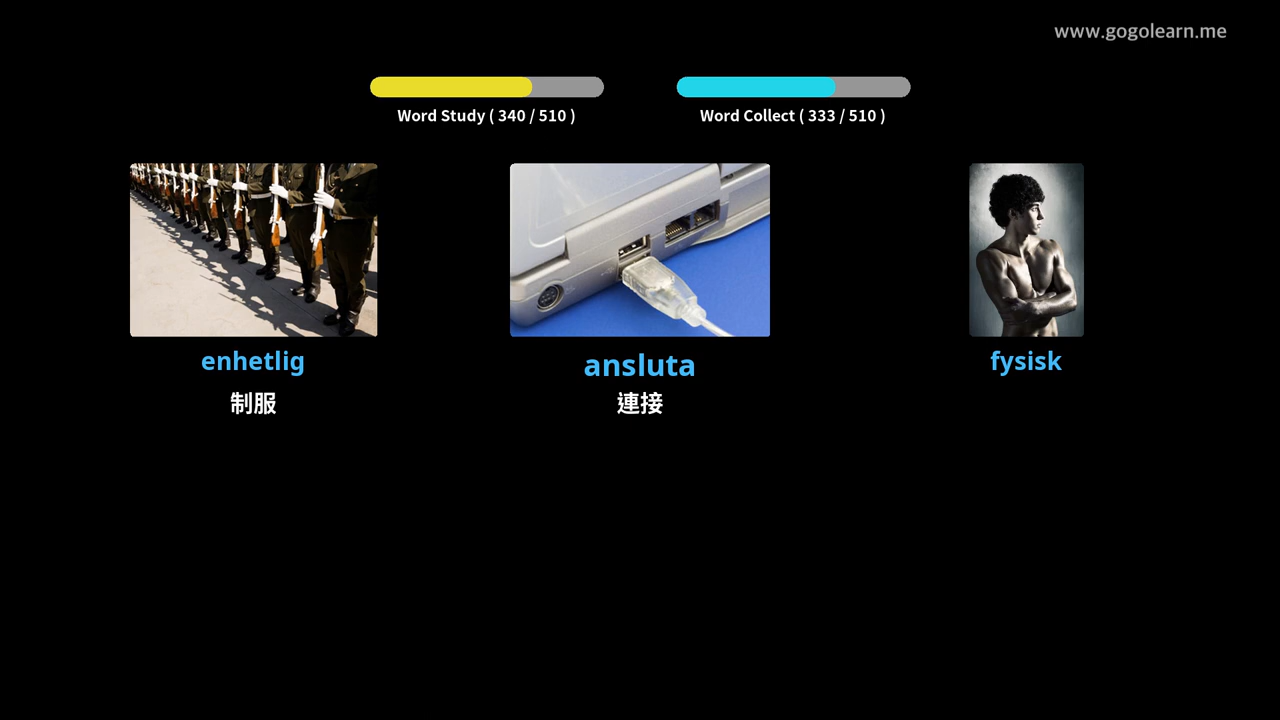 www.gogolearn.me
Word Study ( 340 / 510 )
Word Collect ( 333 / 510 )
enhetlig
制服
ansluta
連接
fysisk